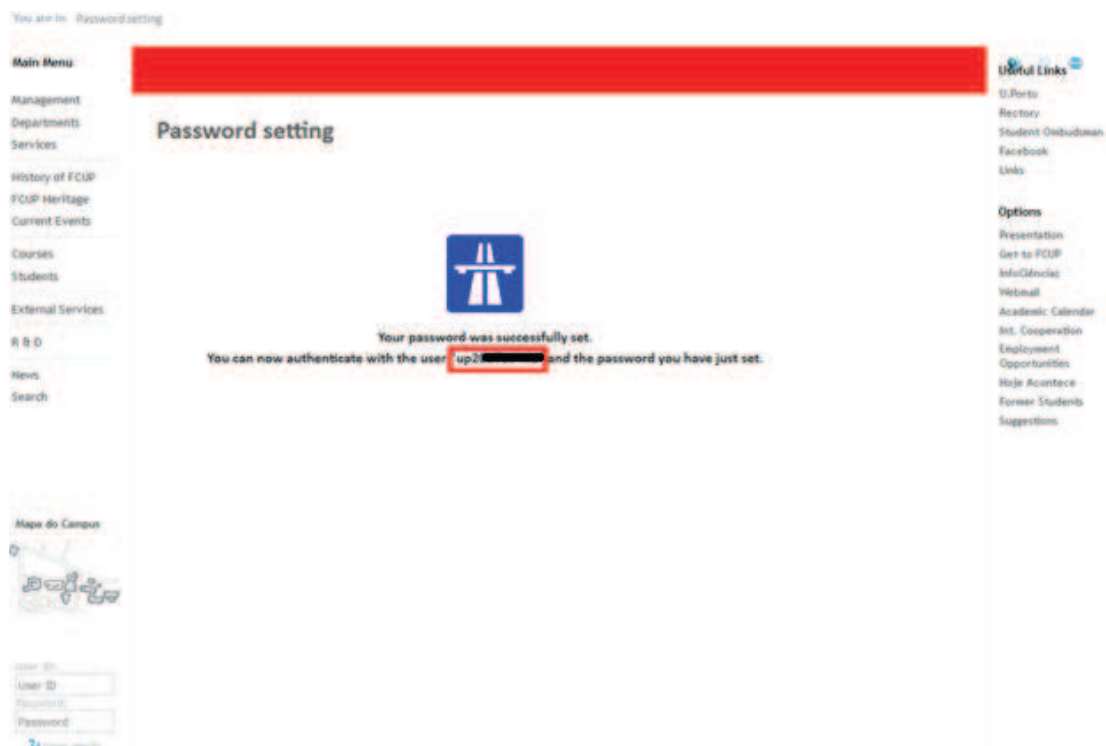 You are in: Password setting
Main Menu
Management
Departments
Services
History of FCUP
FCUP Heritage
Current Events
Courses
Students
External Services
R & D
News
Search
Mapa do Campus
User ID:
User ID
Password:
Password
Password setting
Your password was successfully set.
You can now authenticate with the user up2 and the password you have just set.
Useful Links
U.Porto
Rectory
Student Ombudsman
Facebook
Links
Options
Presentation
Get to FCUP
InfoCiências
Webmail
Academic Calendar
Int. Cooperation
Employment
Opportunities
Hoje Acontece
Former Students
Suggestions